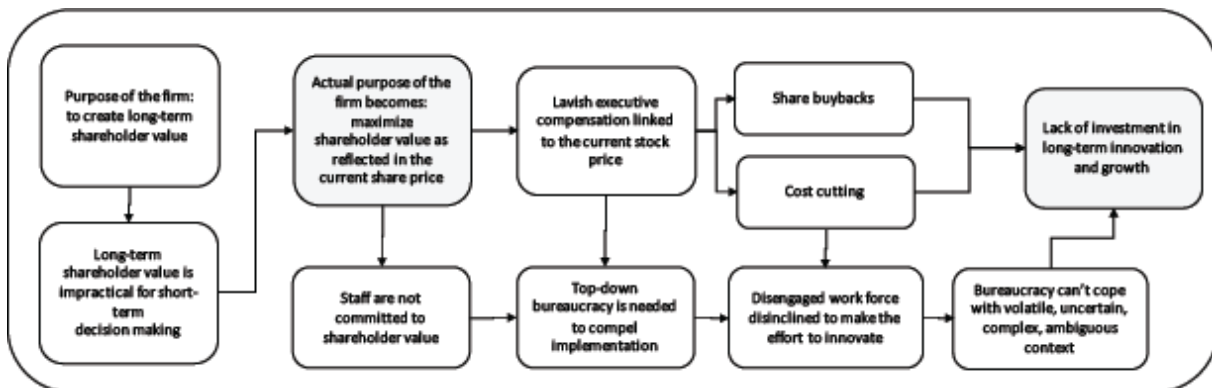 Purpose of the firm:
to create long-term
shareholder value
Long-term
shareholder value is
impractical for short-
term
decision making
Actual purpose of the
firm becomes:
maximize
shareholder value as
reflected in the
current share price
Staff are not
committed to
shareholder value
Lavish executive
compensation linked
to the current stock
price
Top-down
bureaucracy is needed
to compel
implementation
Share buybacks
Cost cutting
Disengaged work force
disinclined to make the
effort to innovate
Lack of investment in
long-term innovation
and growth
Bureaucracy can't cope
with volatile, uncertain,
complex, ambiguous
context